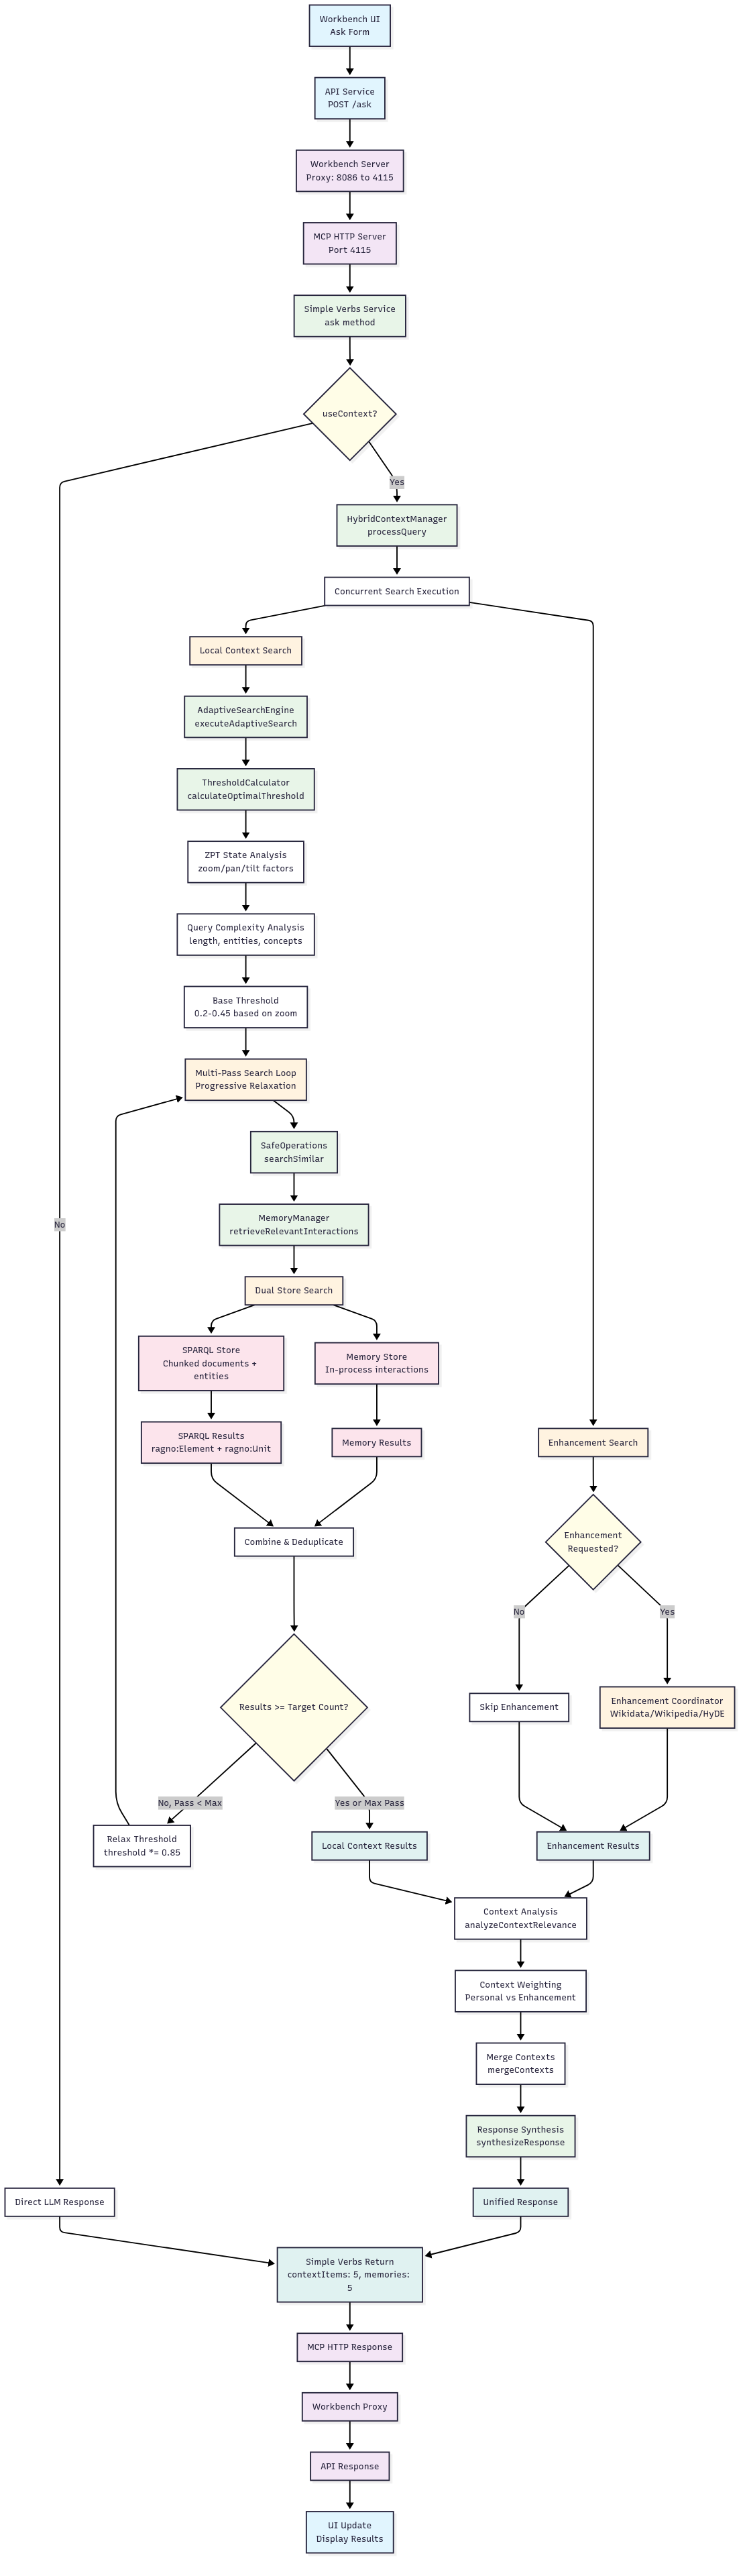 Workbench UI
Ask Form
API Service
POST /ask
Workbench Server
Proxy: 8086 to 4115
MCP HTTP Server
Port 4115
Simple Verbs Service
ask method
useContext?
Yes
HybridContextManager
processQuery
Concurrent Search Execution
Local Context Search
AdaptiveSearchEngine
executeAdaptiveSearch
ThresholdCalculator
calculateOptimalThreshold
ZPT State Analysis
zoom/pan/tilt factors
Query Complexity Analysis
length, entities, concepts
Base Threshold
0.2-0.45 based on zoom
Multi-Pass Search Loop
Progressive Relaxation
SafeOperations
searchSimilar
No
MemoryManager
retrieveRelevantInteractions
Dual Store Search
SPARQL Store
Chunked documents +
entities
Memory Store
In-process interactions
SPARQL Results
ragno:Element + ragno:Unit
Memory Results
Enhancement Search
Combine & Deduplicate
Enhancement
Requested?
No
Yes
Results >= Target Count?
Skip Enhancement
Enhancement Coordinator
Wikidata/Wikipedia/HyDE
No, Pass < Max
Yes or Max Pass
Relax Threshold
threshold *= 0.85
Local Context Results
Enhancement Results
Context Analysis
analyzeContextRelevance
Context Weighting
Personal vs Enhancement
Merge Contexts
mergeContexts
Response Synthesis
synthesizeResponse
Direct LLM Response
Unified Response
Simple Verbs Return
contextItems: 5, memories:
5
MCP HTTP Response
Workbench Proxy
API Response
UI Update
Display Results